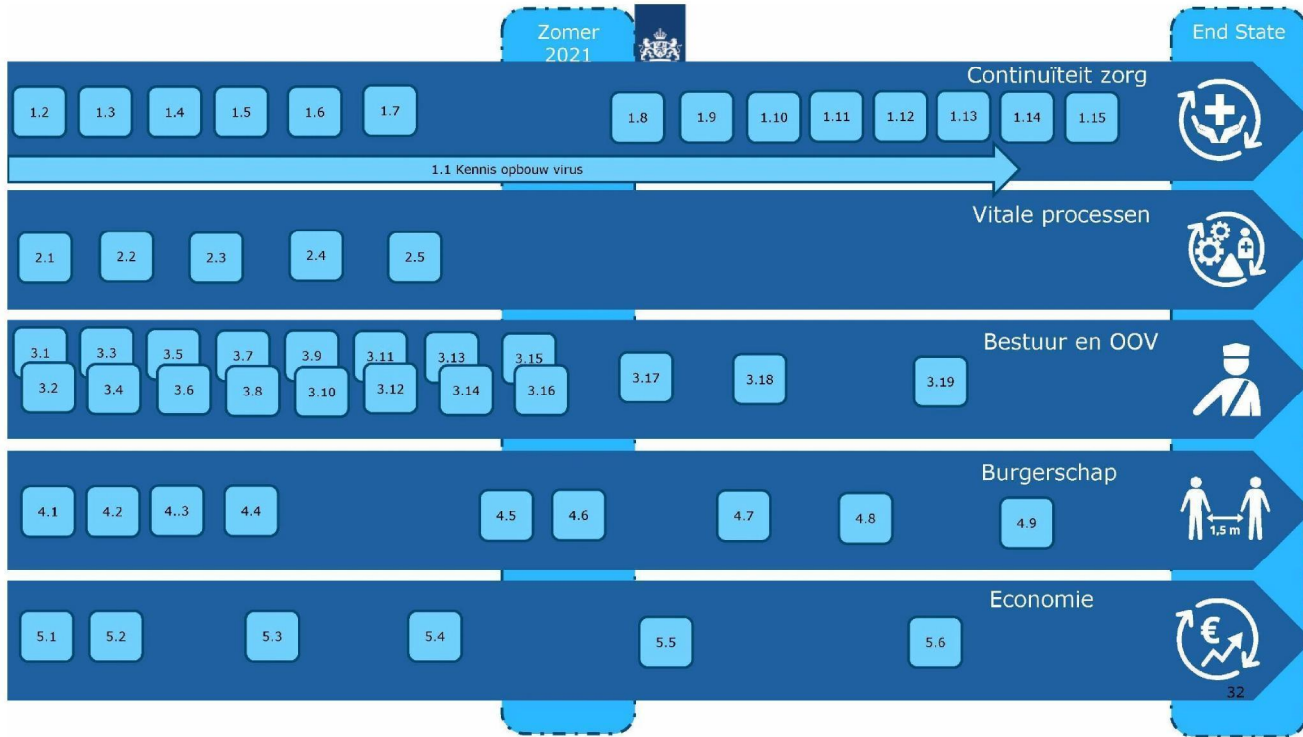 Zomer
2021
End State
Continuïteit zorg
1.2 1.3 1.4 1.5 1.6 1.7 1.8 1.9 1.10 1.11 1.12 1.13 1.14 1.15
1.1 Kennis opbouw virus
Vitale processen
2.1 2.2 2.3 2.4 2.5
Bestuur en OOV
3.1 3.3 3.5 3.7 3.9 3.11 3.13 3.15
3.17 3.18 3.19
3.2 3.4 3.6 3.8 3.10 3.12 3.14 3.16
Burgerschap
4.1 4.2 4..3 4.4 4.5 4.6 4.7 4.8 4.9
1,5 m
Economie
5.1 5.2 5.3 5.4 5.5 5.6
€
32